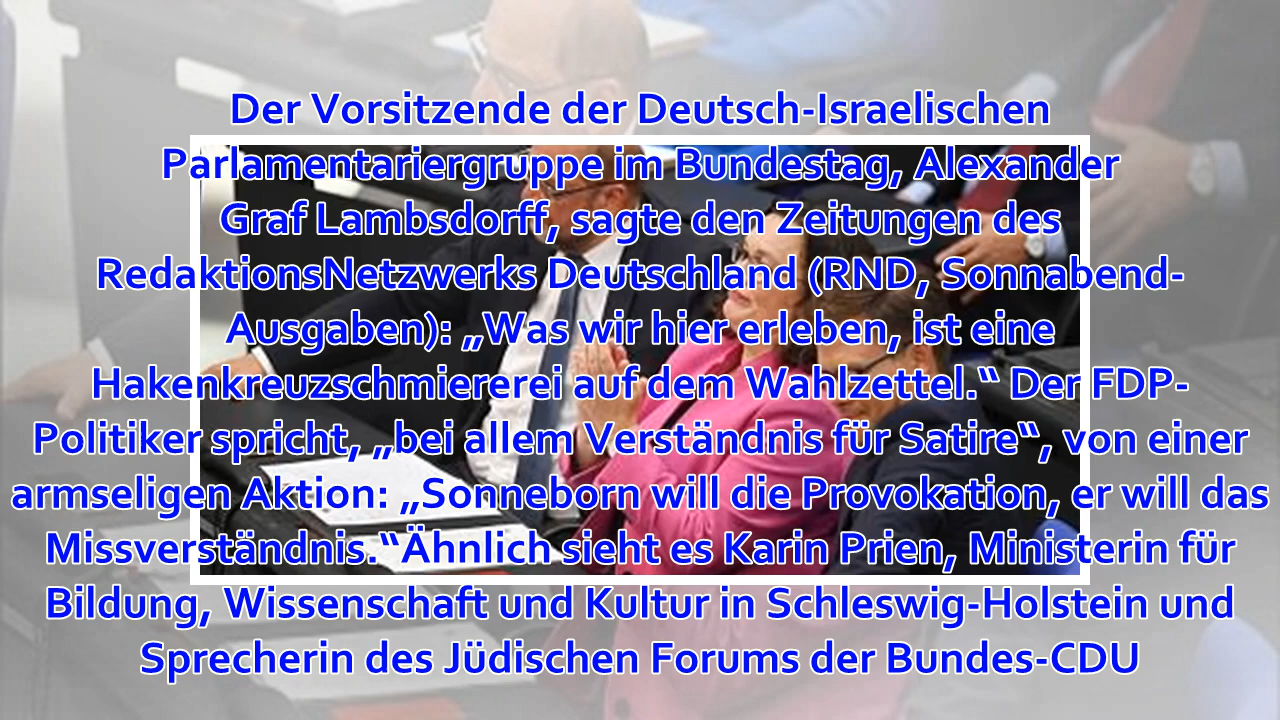 Der Vorsitzende der Deutsch-Israelischen
Parlamentariergruppe im Bundestag, Alexander
Graf Lambsdorff, sagte den Zeitungen des
RedaktionsNetzwerks Deutschland (RND, Sonnabend-
Ausgaben): „Was wir hier erleben, ist eine
Hakenkreuzschmiererei auf dem Wahlzettel.“ Der FDP-
Politiker spricht, „bei allem Verständnis für Satire“, von einer
armseligen Aktion: „Sonneborn will die Provokation, er will das
Missverständnis.“Ähnlich sieht es Karin Prien, Ministerin für
Bildung, Wissenschaft und Kultur in Schleswig-Holstein und
Sprecherin des Jüdischen Forums der Bundes-CDU